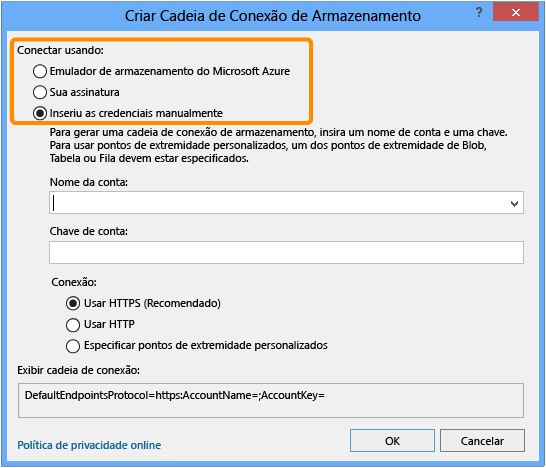 Criar Cadeia de Conexão de Armazenamento
?
Conectar usando:
Emulador de armazenamento do Microsoft Azure
Sua assinatura
Inseriu as credenciais manualmente
Para gerar uma cadeia de conexão de armazenamento, insira um nome de conta e uma chave.
Para usar pontos de extremidade personalizados, um dos pontos de extremidade de Blob,
Tabela ou Fila devem estar especificados.
Nome da conta:
Chave de conta:
Conexão:
Usar HTTPS (Recomendado)
Usar HTTP
Especificar pontos de extremidade personalizados
Exibir cadeia de conexão:
DefaultEndpointsProtocol=https:AccountName=;AccountKey=
Política de privacidade online
OK
Cancelar